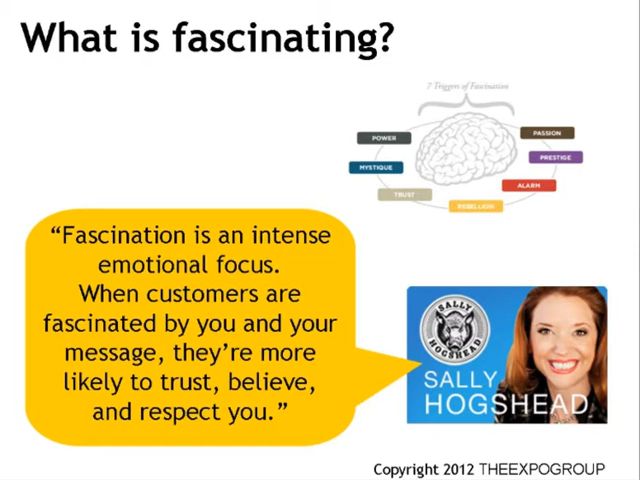 What is fascinating?
7 Triggers of Fascination
POWER
PASSION
MYSTIQUE
PRESTIGE
TRUST
ALARM
REBELLION
“Fascination is an intense
emotional focus.
When customers are
fascinated by you and your
message, they’re more
likely to trust, believe,
and respect you.”
SALLY
HOGSHEAD
SALLY
HOGSHEAD
Copyright 2012 THEEXPOGROUP